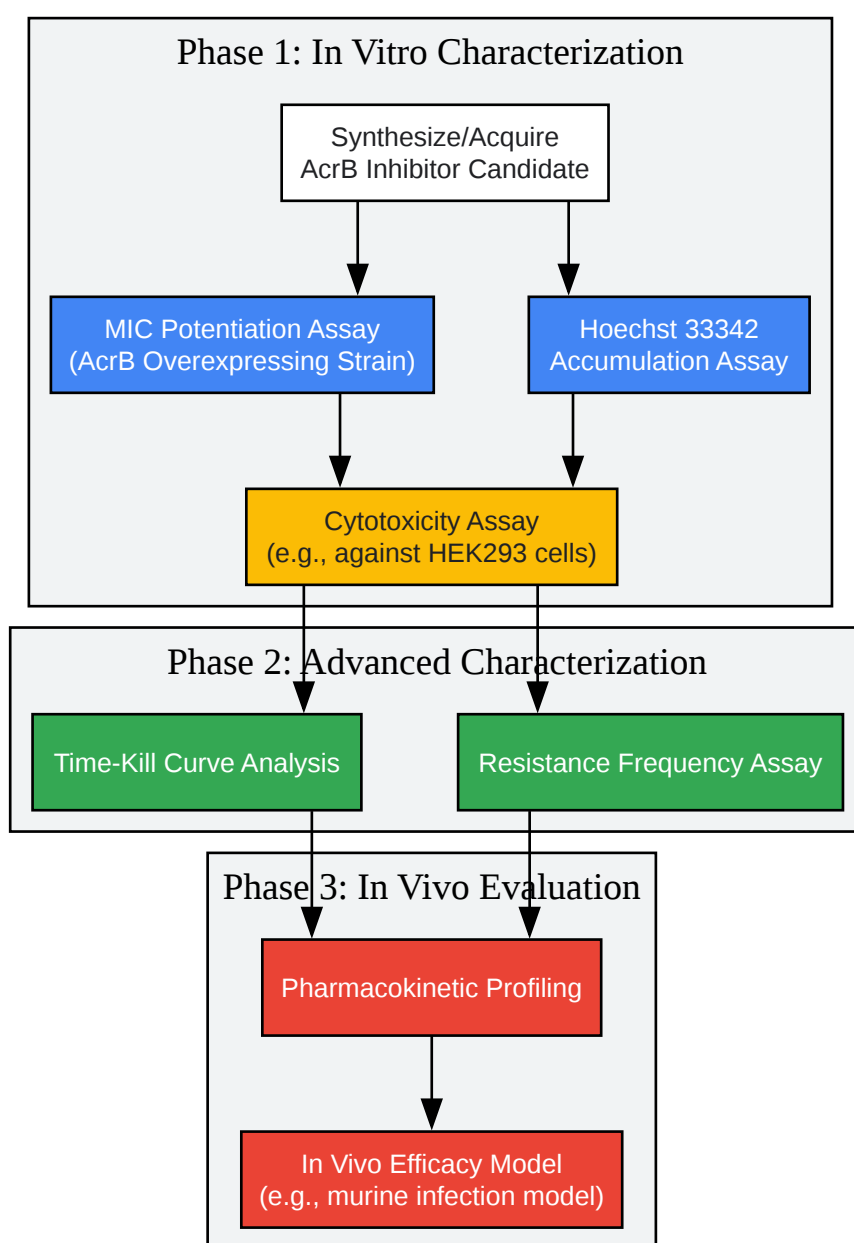 Phase 1: In Vitro Characterization
Synthesize/Acquire
AcrB Inhibitor Candidate
MIC Potentiation Assay
(AcrB Overexpressing Strain)
Hoechst 33342
Accumulation Assay
Cytotoxicity Assay
(e.g., against HEK293 cells)
Phase 2: Advanced Characterization
Time-Kill Curve Analysis
Resistance Frequency Assay
Phase 3: In Vivo Evaluation
Pharmacokinetic Profiling
In Vivo Efficacy Model
(e.g., murine infection model)